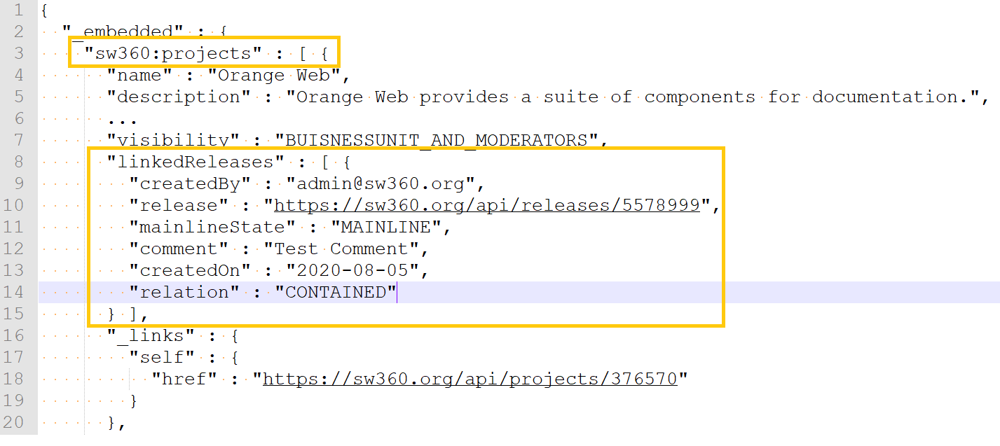 1 {
2 "_embedded" : {
3 "sw360:projects" : [ {
4 "name" : "Orange Web",
5 "description" : "Orange Web provides a suite of components for documentation.",
6 ...
7 "visibility" : "BUISNESSUNIT_AND_MODERATORS",
8 "linkedReleases" : [ {
9 "createdBy" : "admin@sw360.org",
10 "release" : "https://sw360.org/api/releases/5578999",
11 "mainlineState" : "MAINLINE",
12 "comment" : "Test Comment",
13 "createdOn" : "2020-08-05",
14 "relation" : "CONTAINED"
15 } ],
16 "_links" : {
17 "self" : {
18 "href" : "https://sw360.org/api/projects/376570"
19 }
20 },